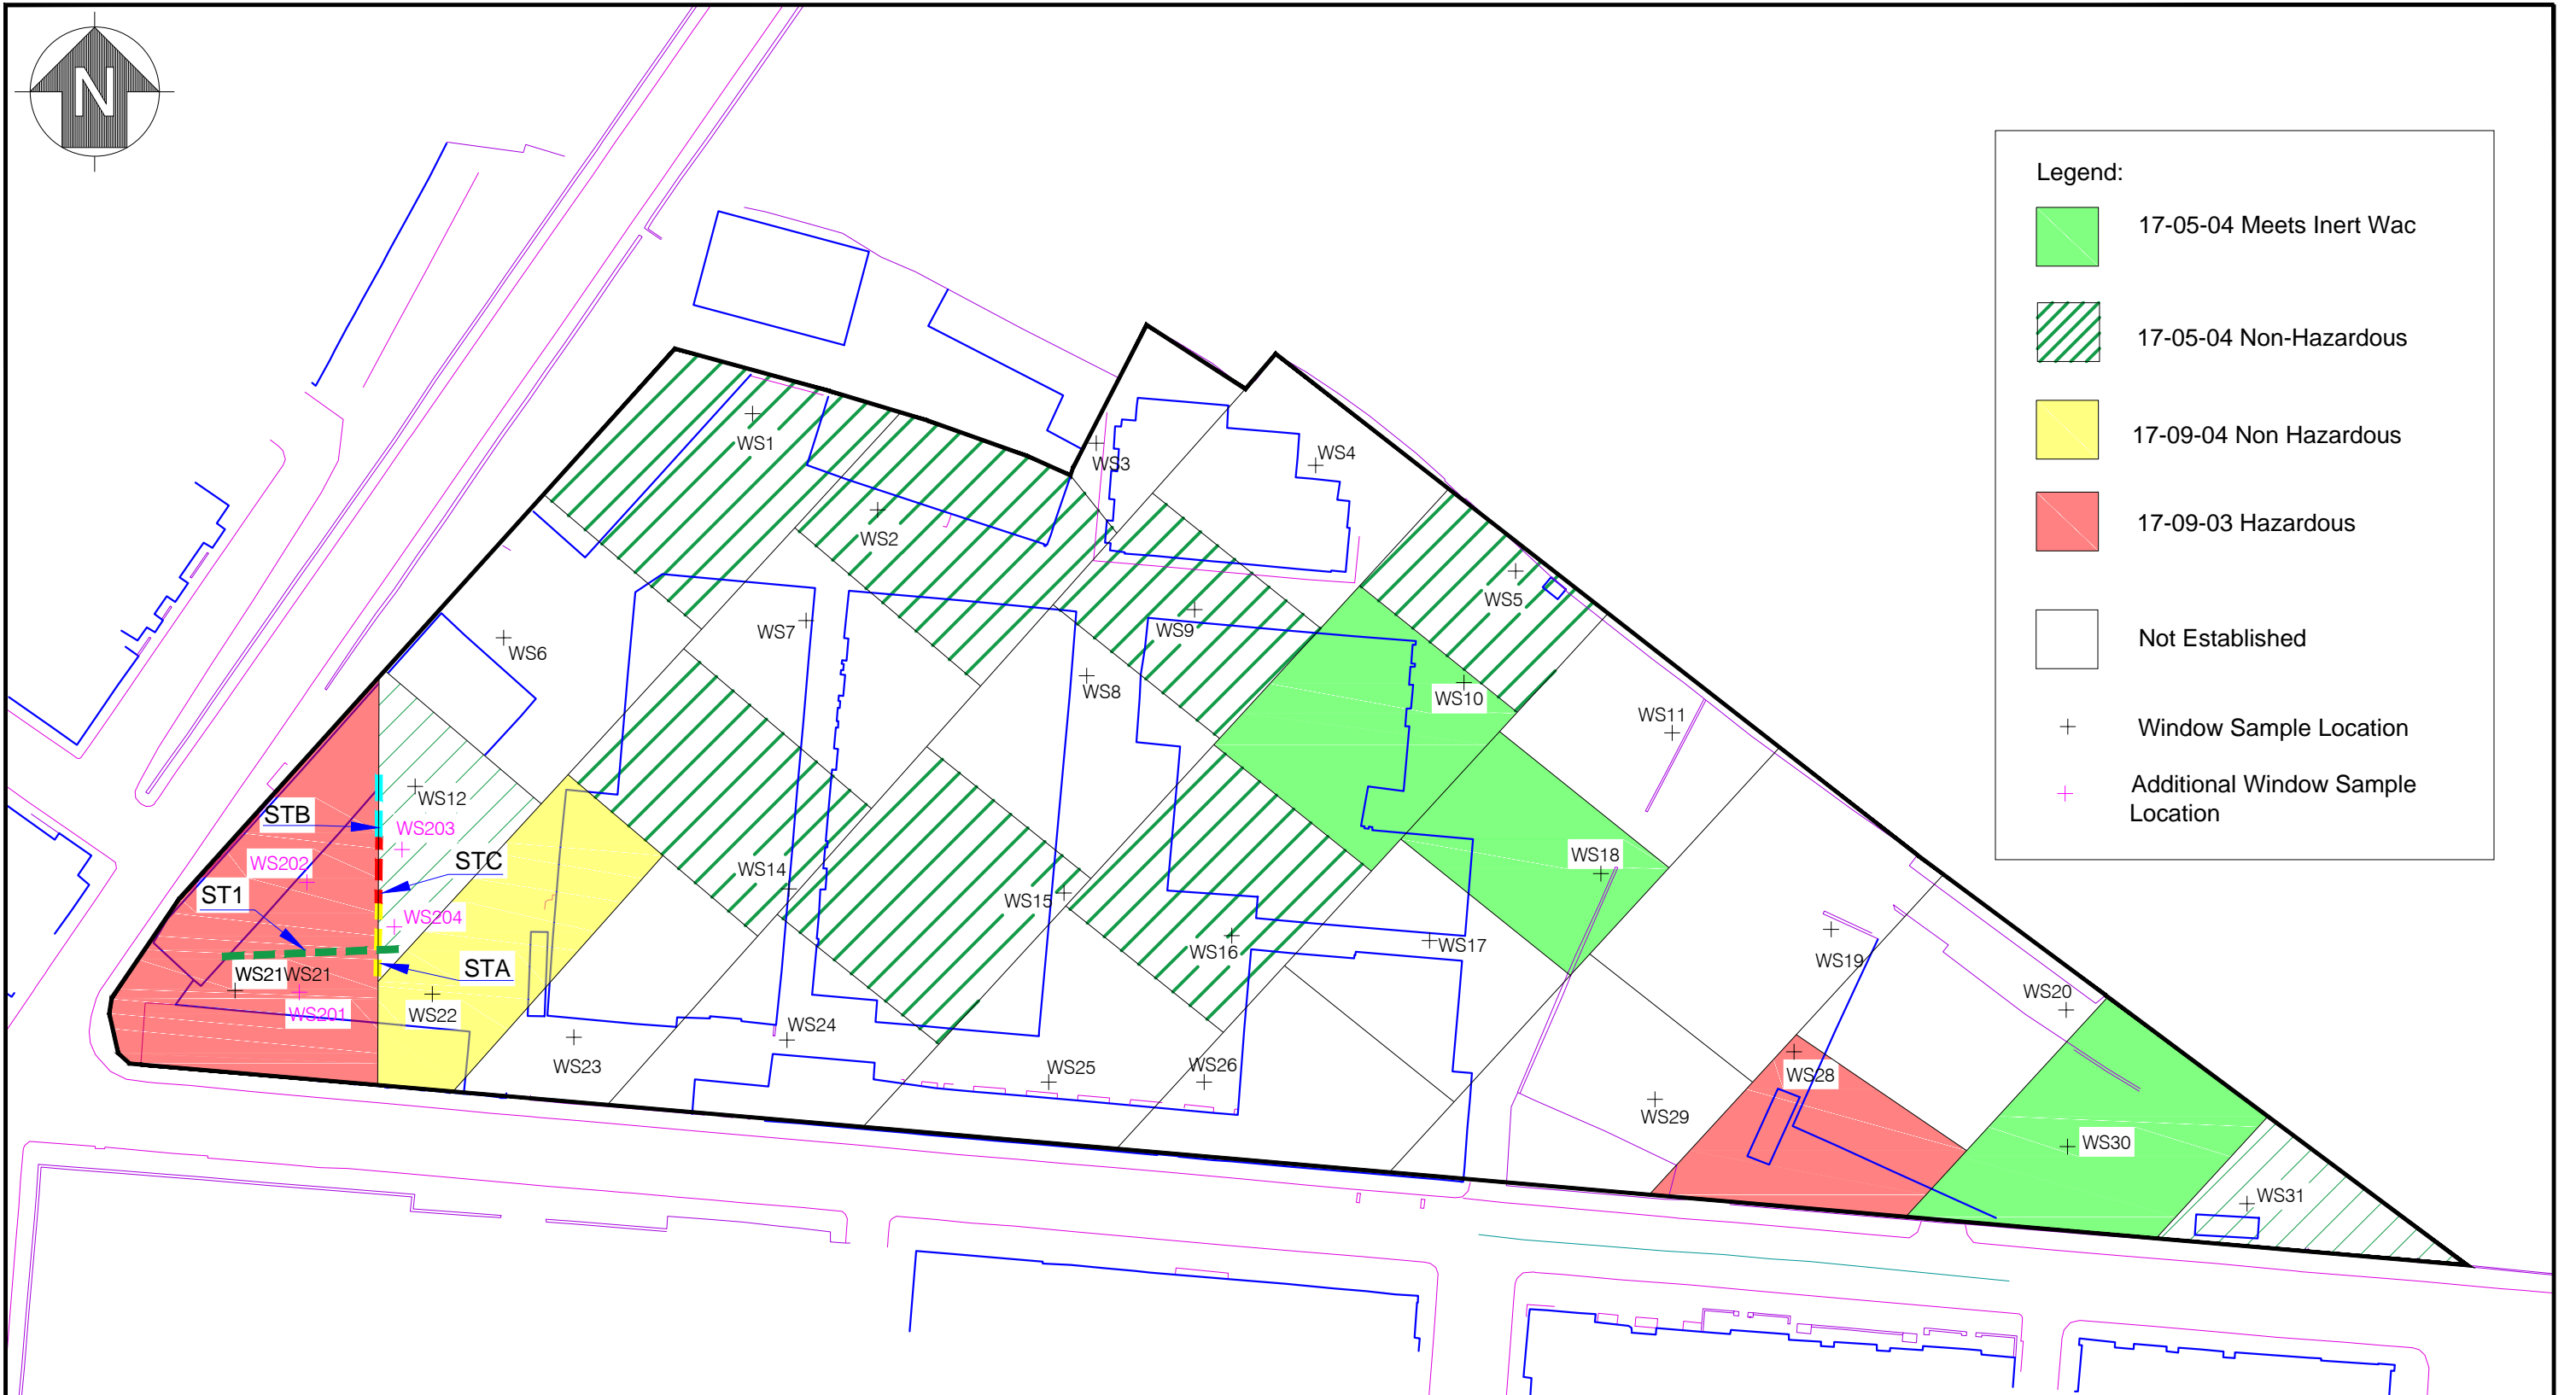 N
Legend:
17-05-04 Meets Inert Wac
17-05-04 Non-Hazardous
17-09-04 Non Hazardous
17-09-03 Hazardous
Not Established
Window Sample Location
Additional Window Sample
Location
WS1
WS3
WS4
WS2
WS5
WS9
WS7
WS6
WS8
WS10
WS11
WS12
STB
WS203
WS202
STC
ST1
WS204
WS14
WS15
WS16
WS17
WS18
WS19
STA
WS21
WS21
WS201
WS22
WS20
WS23
WS24
WS25
WS26
WS28
WS29
WS30
WS31